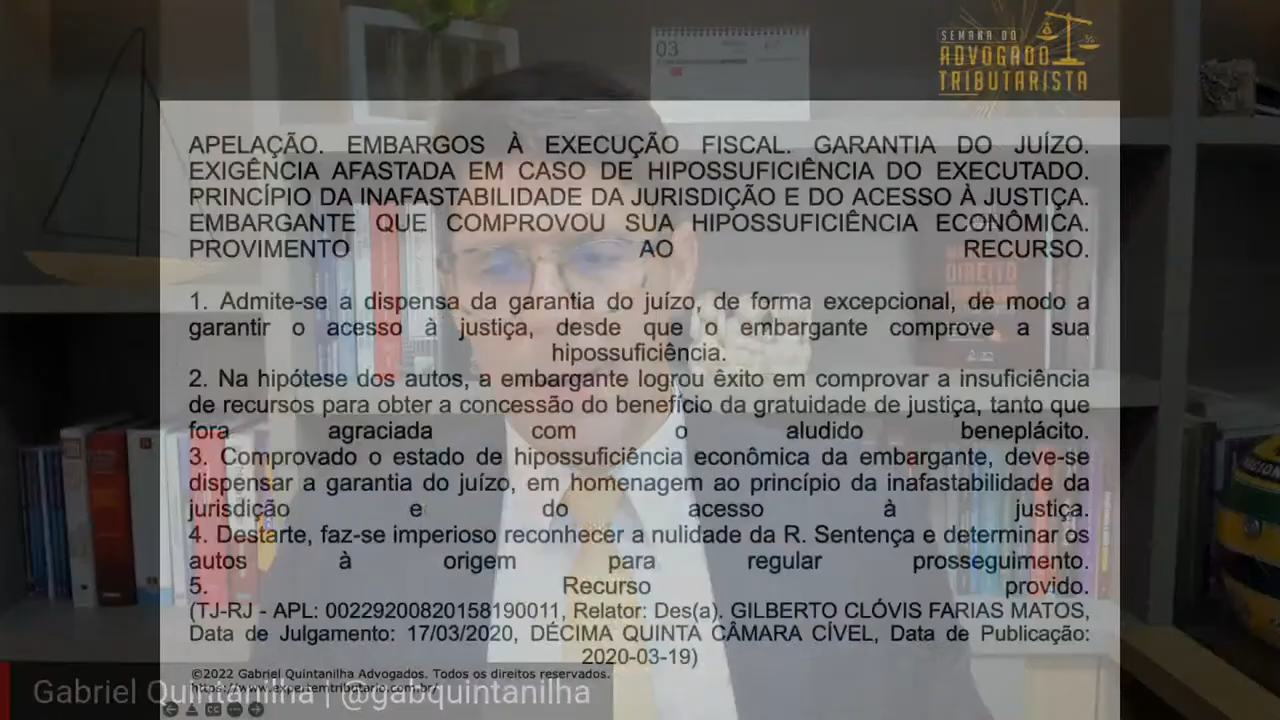 03
SEMANA DO
ADVOGADO
TRIBUTARISTA
APELAÇÃO. EMBARGOS À EXECUÇÃO FISCAL. GARANTIA DO JUÍZO.
EXIGÊNCIA AFASTADA EM CASO DE HIPOSSUFICIÊNCIA DO EXECUTADO.
PRINCÍPIO DA INAFASTABILIDADE DA JURISDIÇÃO E DO ACESSO À JUSTIÇA.
EMBARGANTE QUE COMPROVOU SUA HIPOSSUFICIÊNCIA ECONÔMICA.
PROVIMENTO AO RECURSO.
DIREITO
1. Admite-se a dispensa da garantia do juízo, de forma excepcional, de modo a
garantir o acesso à justiça, desde que o embargante comprove a sua
hipossuficiência.
2. Na hipótese dos autos, a embargante logrou êxito em comprovar a insuficiência
de recursos para obter a concessão do benefício da gratuidade de justiça, tanto que
fora agraciada com o aludido beneplácito.
3. Comprovado o estado de hipossuficiência econômica da embargante, deve-se
dispensar a garantia do juízo, em homenagem ao princípio da inafastabilidade da
jurisdição e do acesso à justiça.
4. Destarte, faz-se imperioso reconhecer a nulidade da R. Sentença e determinar os
autos à origem para regular prosseguimento.
5. Recurso provido.
(TJ-RJ - APL: 00229200820158190011, Relator: Des(a). GILBERTO CLÓVIS FARIAS MATOS,
Data de Julgamento: 17/03/2020, DÉCIMA QUINTA CÂMARA CÍVEL, Data de Publicação:
2020-03-19)
©2022 Gabriel Quintanilha Advogados. Todos os direitos reservados.
https://www.expertemtributario.com.br/
Gabriel Quintanilha | @gabquintanilha